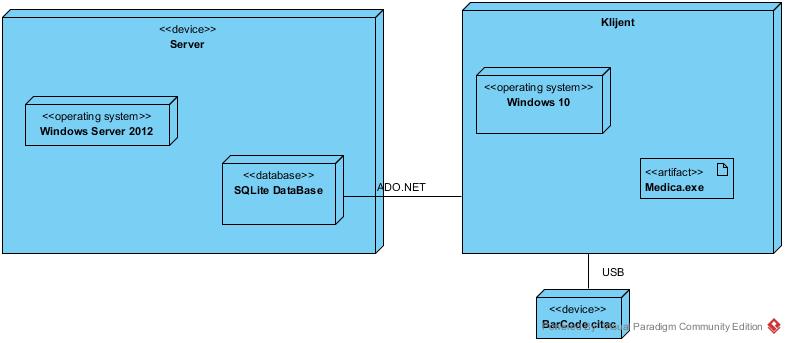 <<device>>
Server
<<operating system>>
Windows Server 2012
<<database>>
SQLite DataBase
ADO.NET
Klijent
<<operating system>>
Windows 10
<<artifact>>
Medica.exe
USB
<<device>>
BarCode citac
Visual Paradigm Community Edition